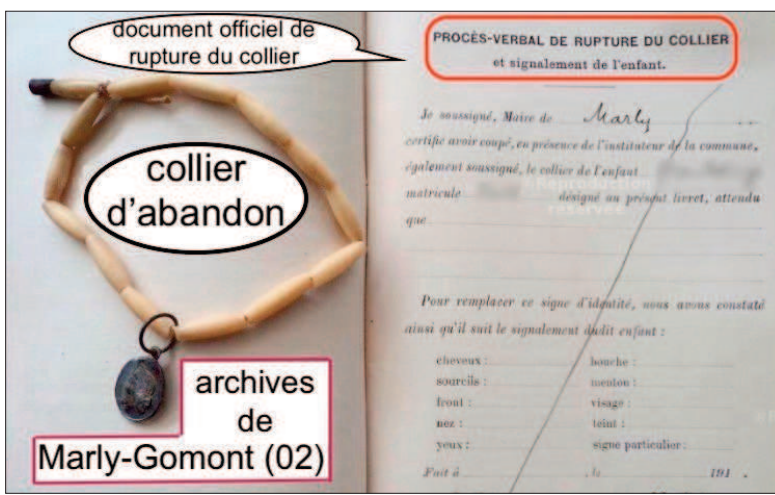 document officiel de
rupture du collier
collier
d'abandon
archives
de
Marly-Gomont (02)
PROCÈS-VERBAL DE RUPTURE DU COLLIER
et signalement de l'enfant.
Je soussigné, Maire de Marly
certifie avoir coupé, en présence de l'instituteur de la commune,
également soussigné, le collier de l'enfant
matricule désigné au présent livret, attendu
que
Reproduction
réservée
Pour remplacer ce signe d'identité, nous avons constaté
ainsi qu'il suit le signalement dudit enfant :
cheveux : bouche :
sourcils : menton :
front : visage :
nez : teint :
yeux : signe particulier :
Fait à , le 191 .